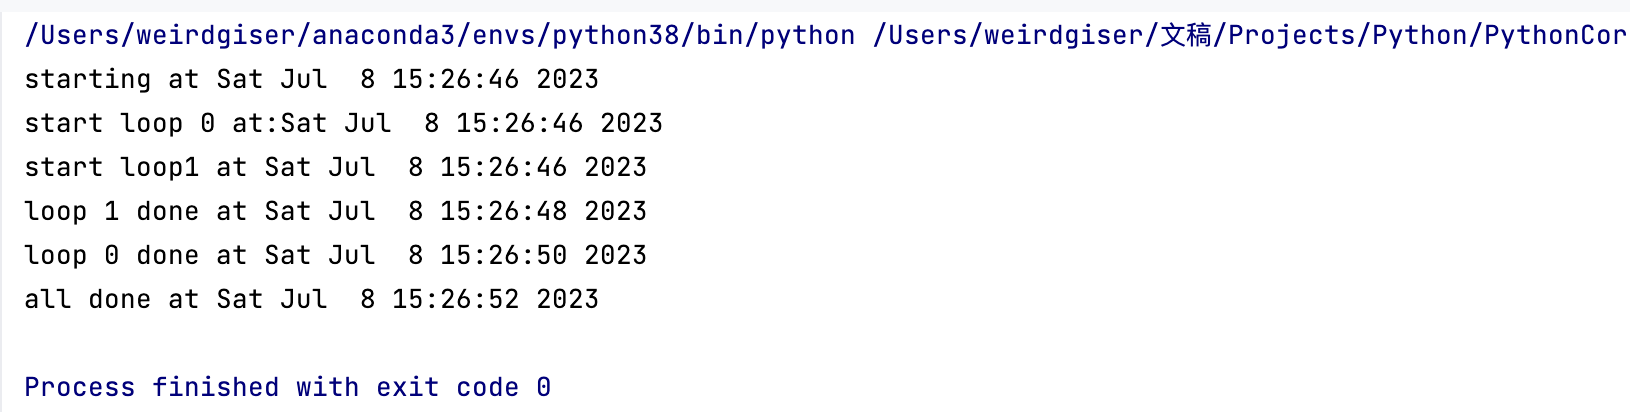 /Users/weirdgiser/anaconda3/envs/python38/bin/python /Users/weirdgiser/文稿/Projects/Python/PythonCor
starting at Sat Jul  8 15:26:46 2023
start loop 0 at:Sat Jul  8 15:26:46 2023
start loop1 at Sat Jul  8 15:26:46 2023
loop 1 done at Sat Jul  8 15:26:48 2023
loop 0 done at Sat Jul  8 15:26:50 2023
all done at Sat Jul  8 15:26:52 2023
Process finished with exit code 0